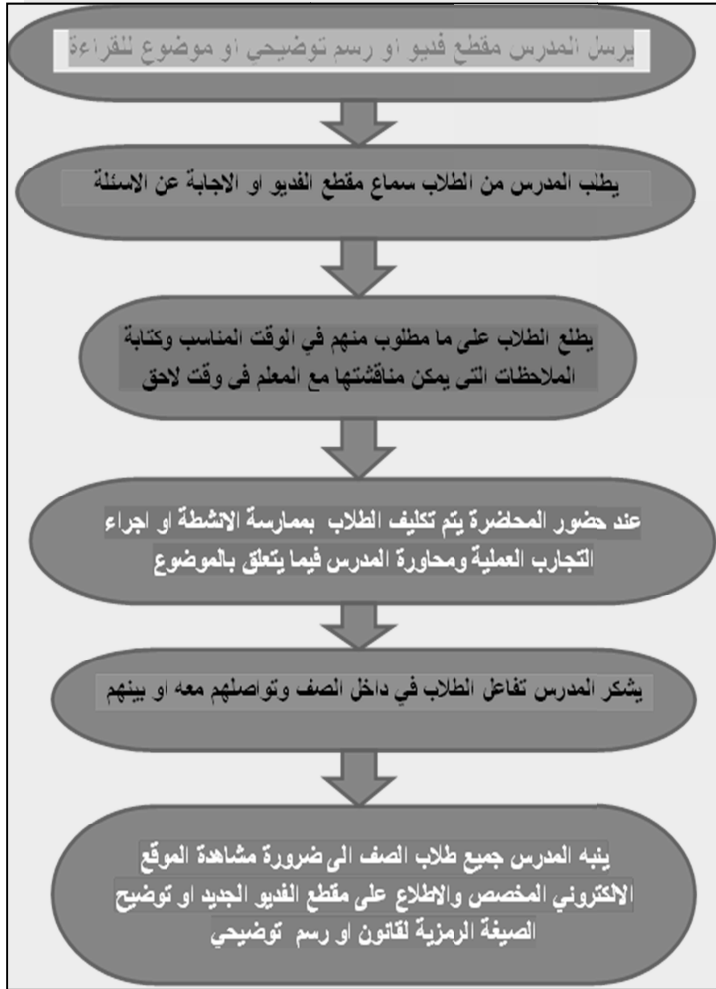 يرسل المدرس مقطع فديو او رسم توضيحي او موضوع للقراءة
يطلب المدرس من الطلاب سماع مقطع الفديو او الاجابة عن الاسئلة
يطلع الطلاب على ما مطلوب منهم في الوقت المناسب وكتابة
الملاحظات التي يمكن مناقشتها مع المعلم في وقت لاحق
عند حضور المحاضرة يتم تكليف الطلاب بممارسة الانشطة او اجراء
التجارب العملية ومحاورة المدرس فيما يتعلق بالموضوع
يشكر المدرس تفاعل الطلاب في داخل الصف وتواصلهم معه او بينهم
ينبه المدرس جميع طلاب الصف الى ضرورة مشاهدة الموقع
الالكتروني المخصص والاطلاع على مقطع الفديو الجديد او توضيح
الصيغة الرمزية لقانون او رسم توضيحي